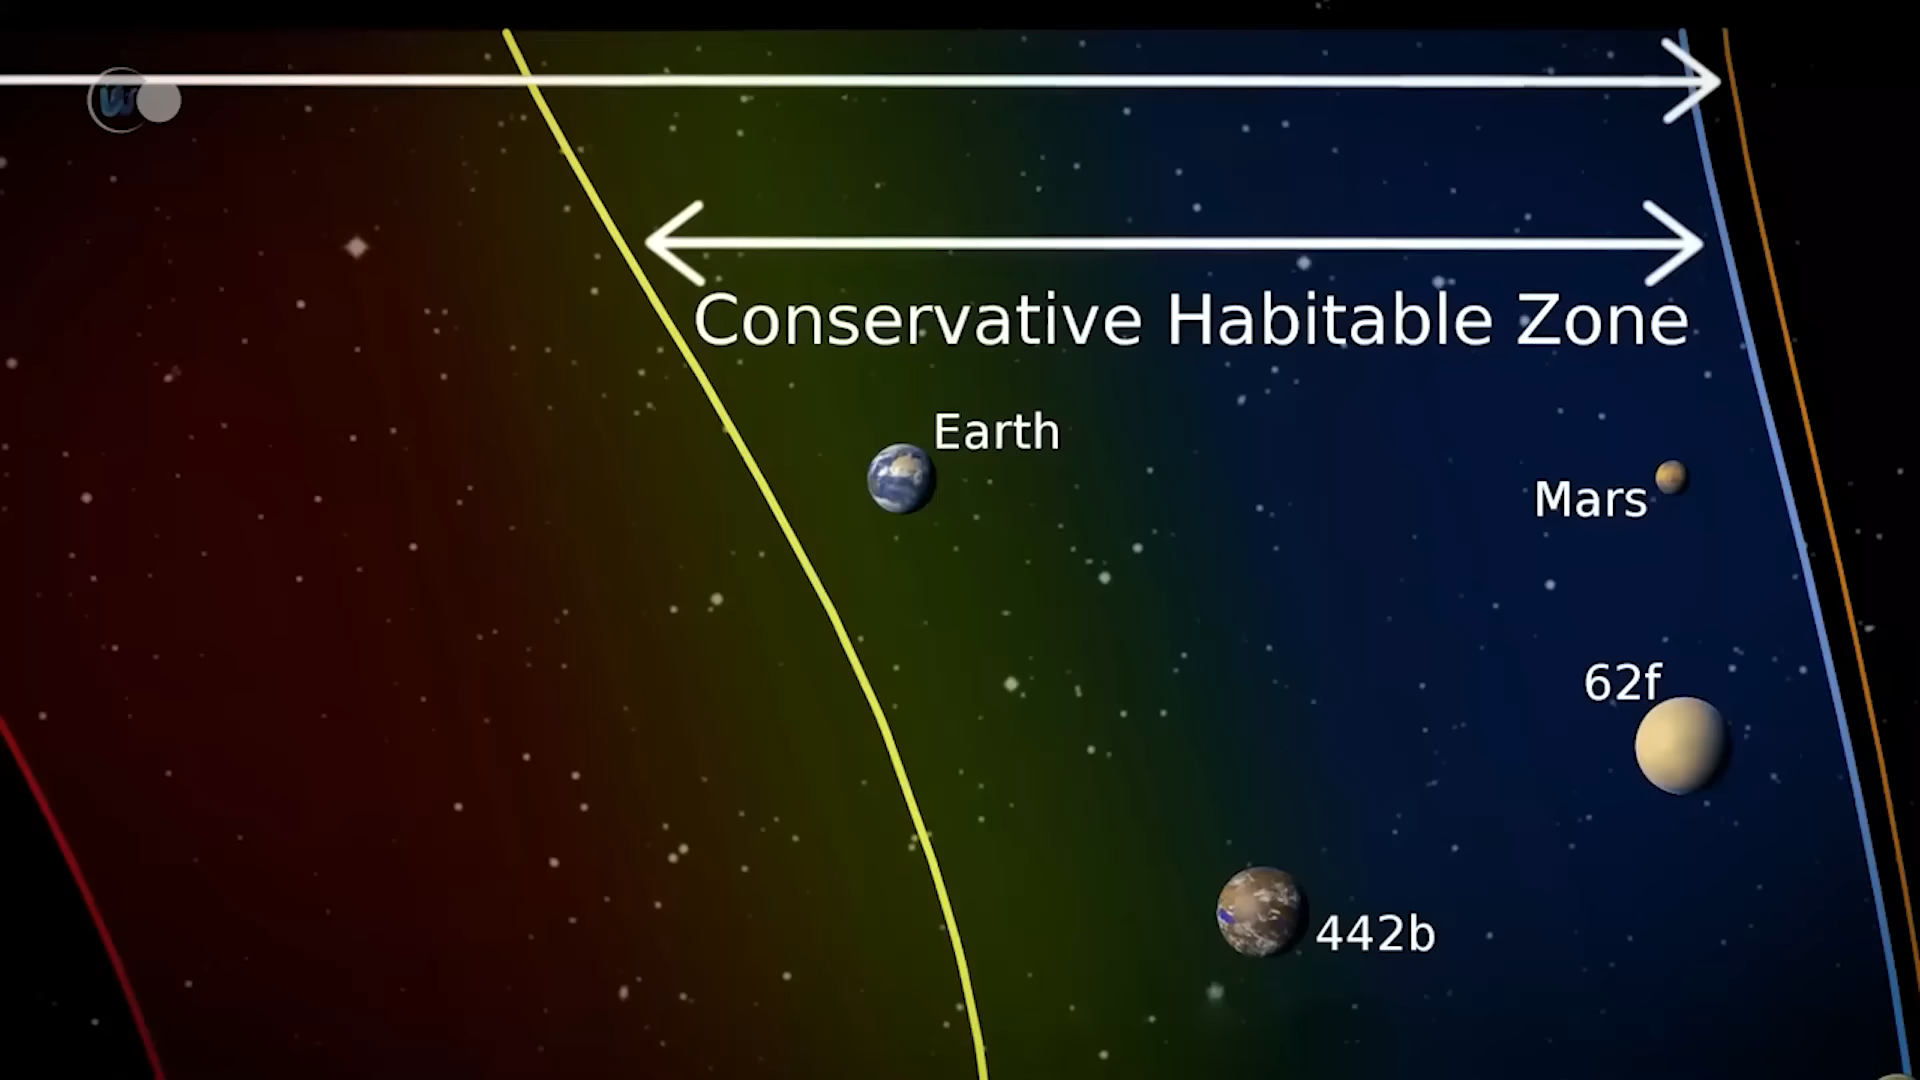 Conservative Habitable Zone
Earth
Mars
62f
442b